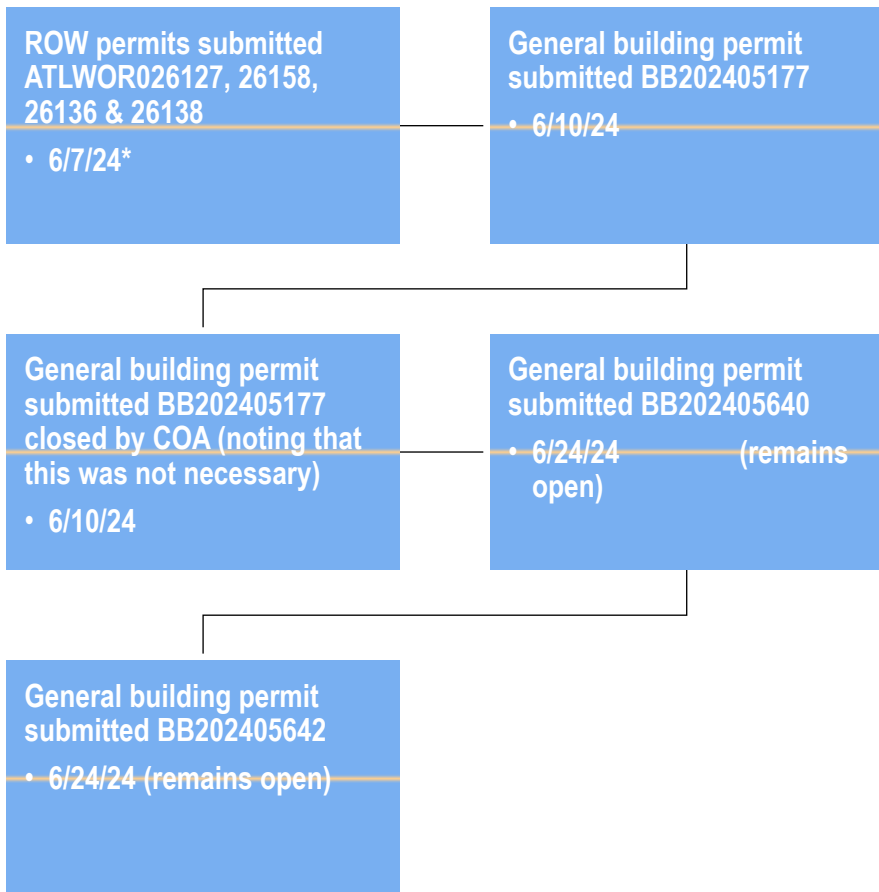 ROW permits submitted
ATLWOR026127, 26158,
26136 & 26138
• 6/7/24*
General building permit
submitted BB202405177
• 6/10/24
General building permit
submitted BB202405177
closed by COA (noting that
this was not necessary)
• 6/10/24
General building permit
submitted BB202405640
• 6/24/24 (remains
open)
General building permit
submitted BB202405642
• 6/24/24 (remains open)